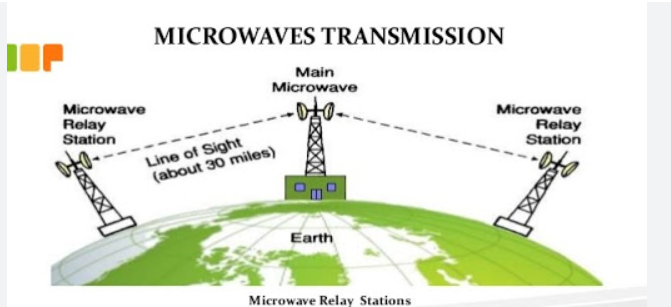 MICROWAVES TRANSMISSION
Main
Microwave
Microwave
Relay
Station
Line of Sight
(about 30 miles)
Microwave
Relay
Station
Earth
Microwave Relay Stations